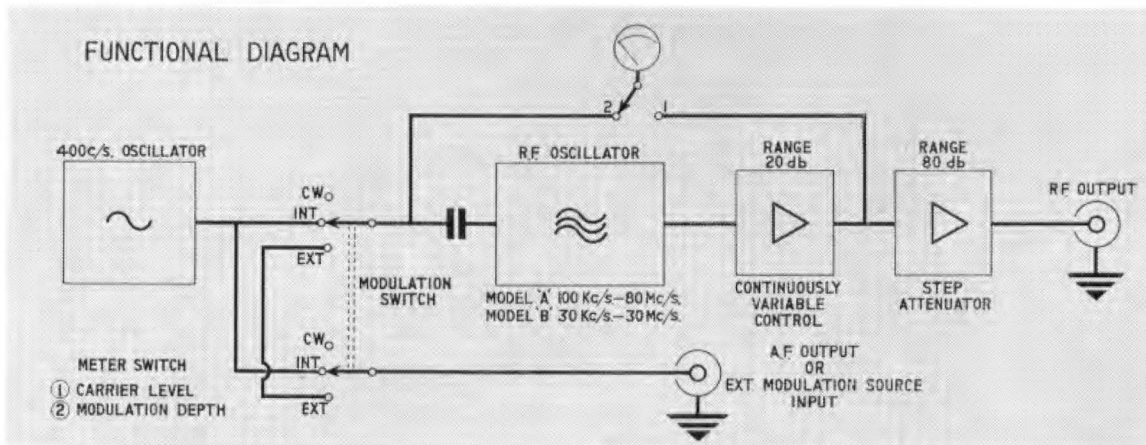 FUNCTIONAL DIAGRAM
2
1
400c/s. OSCILLATOR
R.F. OSCILLATOR
RANGE
20 db
RANGE
80 db
R.F. OUTPUT
CW
INT
EXT
MODULATION
SWITCH
MODEL 'A' 100 Kc/s.–80 Mc/s.
MODEL 'B' 30 Kc/s.–30 Mc/s.
CONTINUOUSLY
VARIABLE
CONTROL
STEP
ATTENUATOR
CW
INT
EXT
METER SWITCH
1 CARRIER LEVEL
2 MODULATION DEPTH
A.F. OUTPUT
OR
EXT MODULATION SOURCE
INPUT